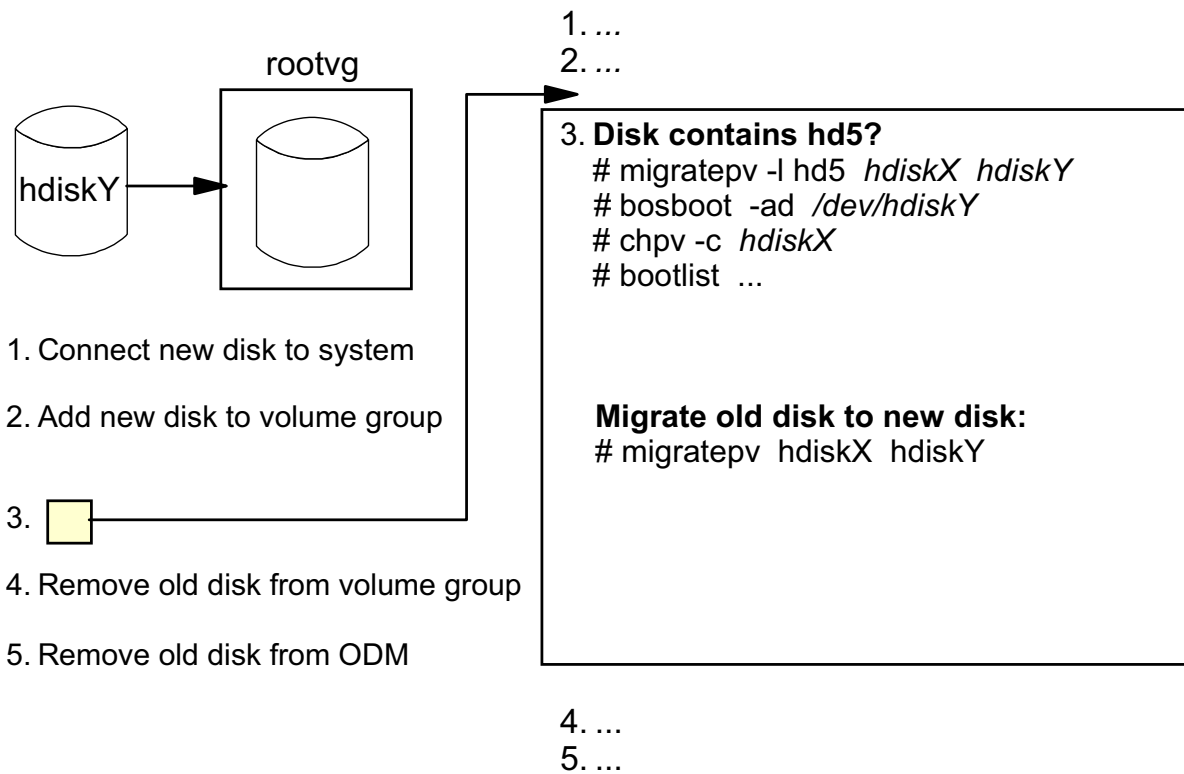 rootvg
hdiskY
1. Connect new disk to system
2. Add new disk to volume group
3.
4. Remove old disk from volume group
5. Remove old disk from ODM
1. ...
2. ...
3. Disk contains hd5?
# migratepv -l hd5 hdiskX hdiskY
# bosboot -ad /dev/hdiskY
# chpv -c hdiskX
# bootlist ...
Migrate old disk to new disk:
# migratepv hdiskX hdiskY
4. ...
5. ...